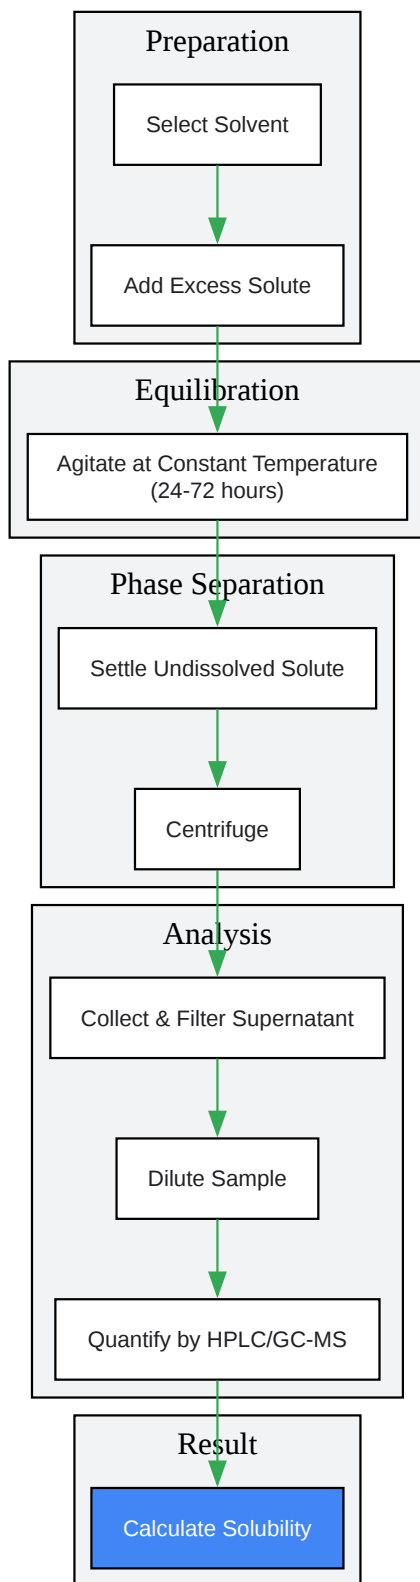 Preparation
Select Solvent
Add Excess Solute
Equilibration
Agitate at Constant Temperature
(24-72 hours)
Phase Separation
Settle Undissolved Solute
Centrifuge
Analysis
Collect & Filter Supernatant
Dilute Sample
Quantify by HPLC/GC-MS
Result
Calculate Solubility